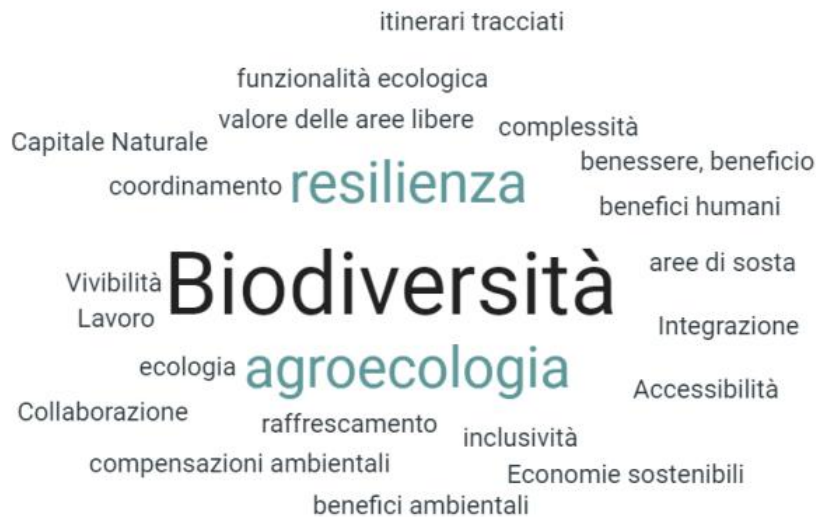 itinerari tracciati
funzionalità ecologica
valore delle aree libere
complessità
Capitale Naturale
benessere, beneficio
coordinamento
resilienza
benefici humani
aree di sosta
Vivibilità
Biodiversità
Lavoro
Integrazione
ecologia
agroecologia
Accessibilità
Collaborazione
raffrescamento
inclusività
compensazioni ambientali
Economie sostenibili
benefici ambientali